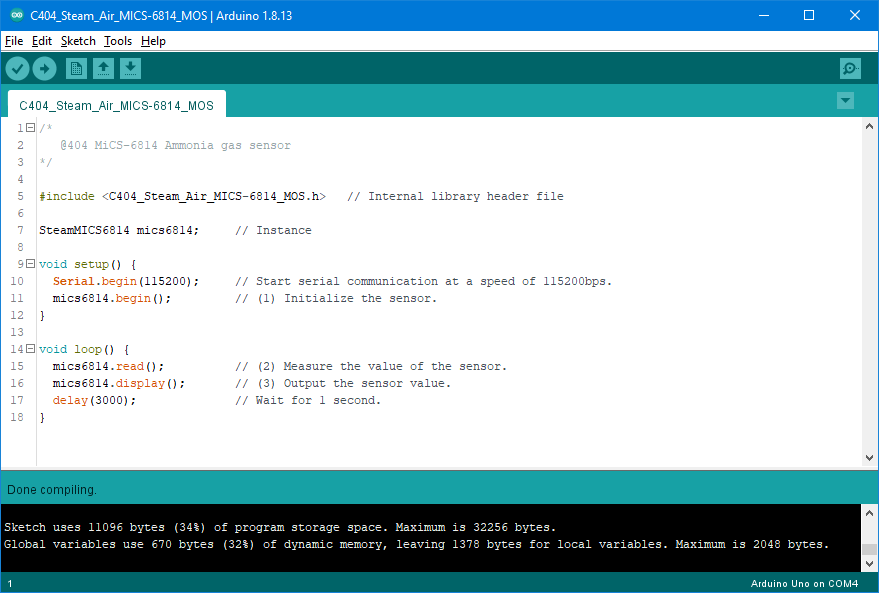 C404_Steam_Air_MICS-6814_MOS | Arduino 1.8.13
File Edit Sketch Tools Help
C404_Steam_Air_MICS-6814_MOS
1 /*
2 @404 MiCS-6814 Ammonia gas sensor
3 */
4
5 #include <C404_Steam_Air_MICS-6814_MOS.h> // Internal library header file
6
7 SteamMICS6814 mics6814; // Instance
8
9 void setup() {
10 Serial.begin(115200); // Start serial communication at a speed of 115200bps.
11 mics6814.begin(); // (1) Initialize the sensor.
12 }
13
14 void loop() {
15 mics6814.read(); // (2) Measure the value of the sensor.
16 mics6814.display(); // (3) Output the sensor value.
17 delay(3000); // Wait for 1 second.
18 }
Done compiling.
Sketch uses 11096 bytes (34%) of program storage space. Maximum is 32256 bytes.
Global variables use 670 bytes (32%) of dynamic memory, leaving 1378 bytes for local variables. Maximum is 2048 bytes.
1 Arduino Uno on COM4